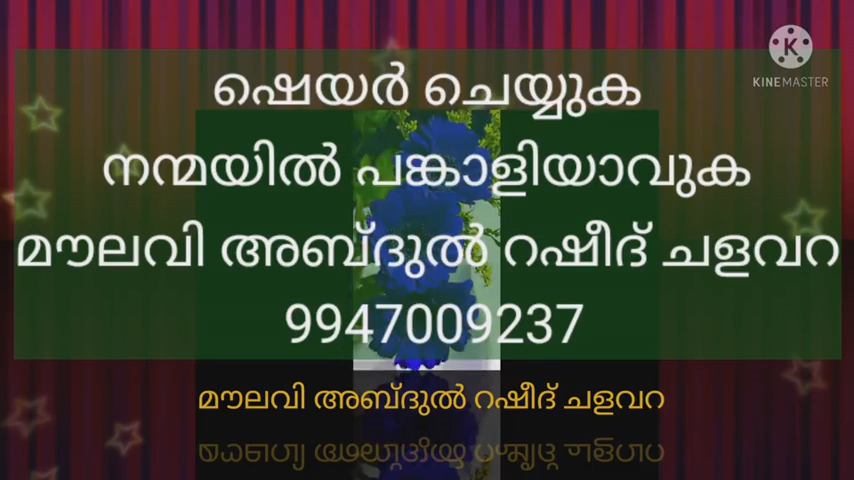 KINEMASTER
ഷെയർ ചെയ്യുക
നന്മയിൽ പങ്കാളിയാവുക
മൗലവി അബ്ദുൽ റഷീദ് ചളവറ
9947009237
മൗലവി അബ്ദുൽ റഷീദ് ചളവറ